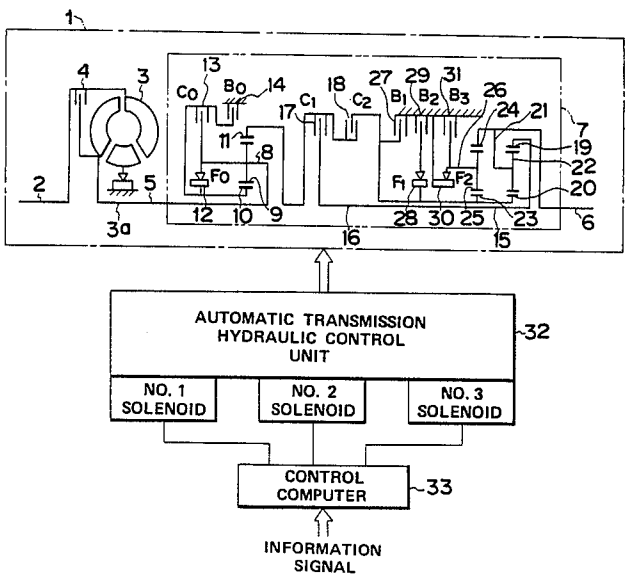 1
4
3
13
C0
B0
14
C1
18
C2
27
29
31
B1
B2
B3
26
24
21
17
11
8
7
19
22
20
F0
F1
F2
2
5
3a
12
10
9
16
28
30
25
23
15
6
AUTOMATIC TRANSMISSION
HYDRAULIC CONTROL
UNIT
32
NO. 1
SOLENOID
NO. 2
SOLENOID
NO. 3
SOLENOID
CONTROL
COMPUTER
33
INFORMATION
SIGNAL